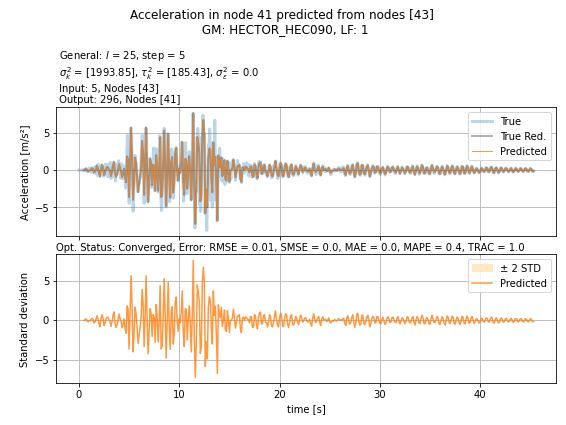 Acceleration in node 41 predicted from nodes [43]
GM: HECTOR_HEC090, LF: 1
General: l = 25, step = 5
σ²ₖ = [1993.85], τ²ₖ = [185.43], σ²ε = 0.0
Input: 5, Nodes [43]
Output: 296, Nodes [41]
Acceleration [m/s²]
5
0
−5
True
True Red.
Predicted
Opt. Status: Converged, Error: RMSE = 0.01, SMSE = 0.0, MAE = 0.0, MAPE = 0.4, TRAC = 1.0
Standard deviation
5
0
−5
± 2 STD
Predicted
0 10 20 30 40
time [s]